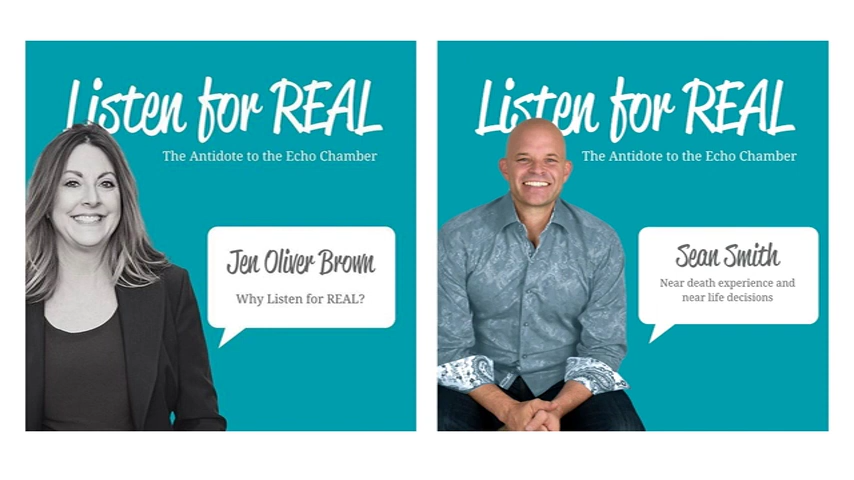 Listen for REAL
The Antidote to the Echo Chamber
Jen Oliver Brown
Why Listen for REAL?
Listen for REAL
The Antidote to the Echo Chamber
Sean Smith
Near death experience and
near life decisions